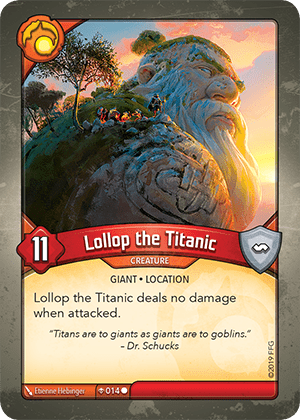 Lollop the Titanic
11
CREATURE
GIANT • LOCATION
Lollop the Titanic deals no damage
when attacked.
"Titans are to giants as giants are to goblins."
– Dr. Schucks
Etienne Hebinger
014
©2019 FFG